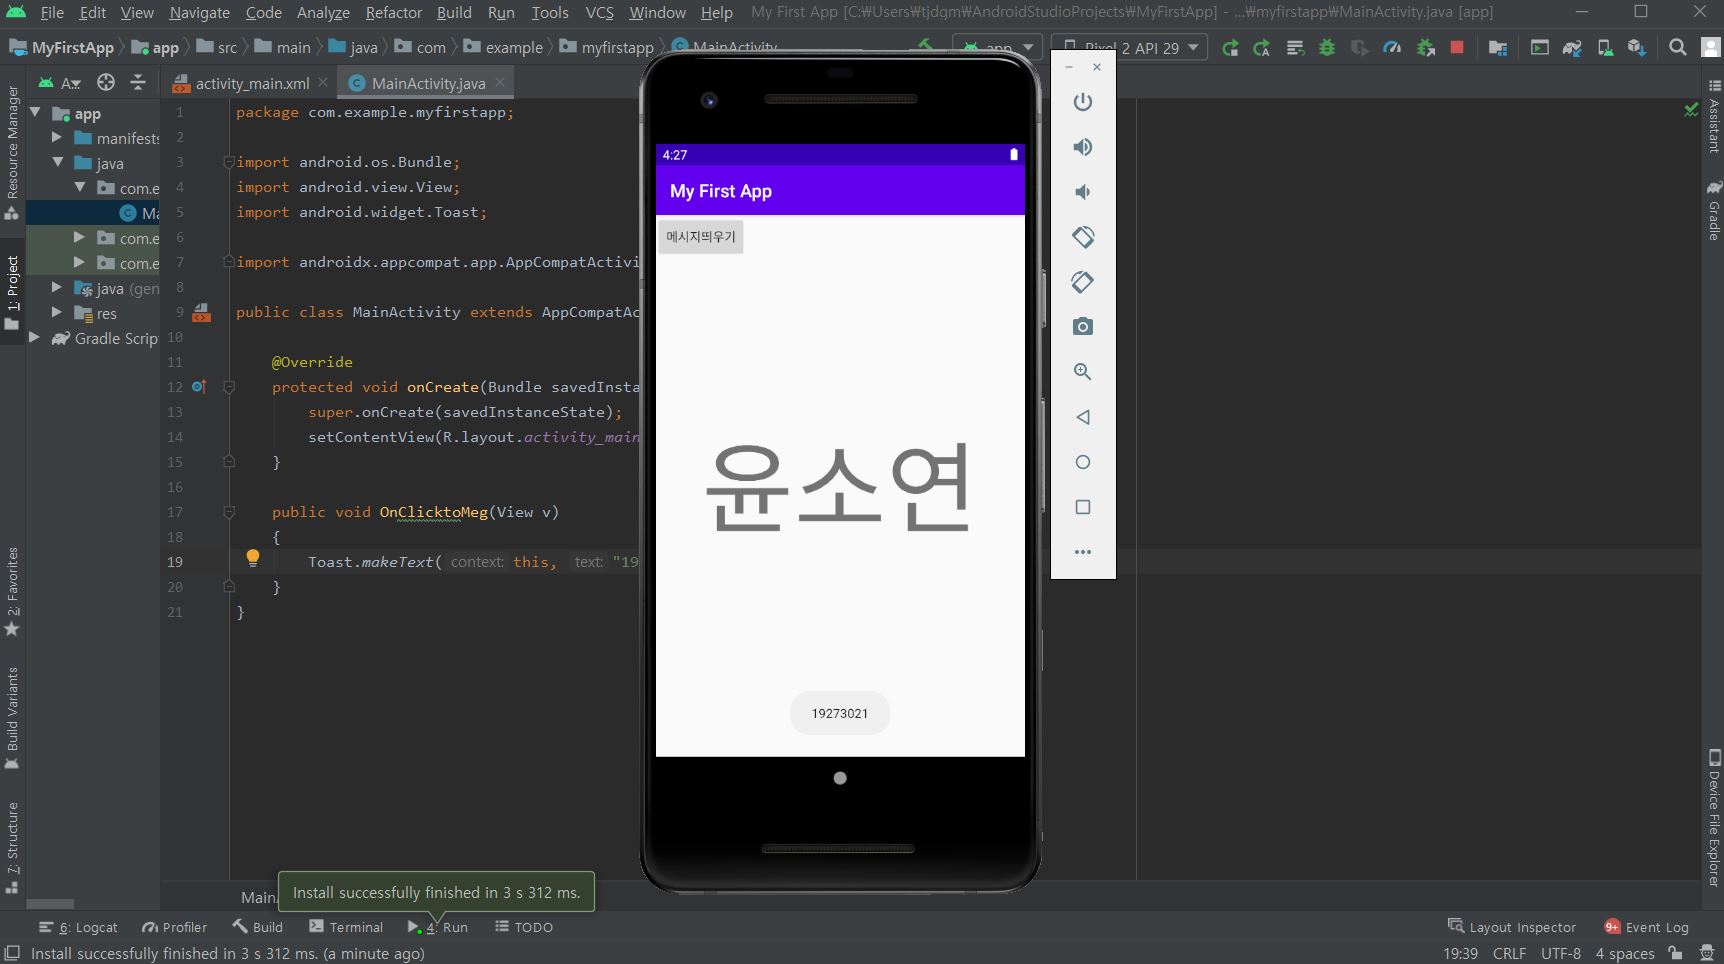 File Edit View Navigate Code Analyze Refactor Build Run Tools VCS Window Help My First App [C:₩Users₩tjdqm₩AndroidStudioProjects₩MyFirstApp] - ...₩myfirstapp₩MainActivity.java [app]
MyFirstApp app src main java com example myfirstapp MainActivity app Pixel 2 API 29
A... activity_main.xml MainActivity.java
Resource Manager
1: Project
2: Favorites
Build Variants
7: Structure
app
manifests
java
com.e
Ma
com.e
com.e
java (gen
res
Gradle Scrip
1 package com.example.myfirstapp;
2
3 import android.os.Bundle;
4 import android.view.View;
5 import android.widget.Toast;
6
7 import androidx.appcompat.app.AppCompatActivi
8
9 public class MainActivity extends AppCompatAc
10
11 @Override
12 protected void onCreate(Bundle savedInsta
13 super.onCreate(savedInstanceState);
14 setContentView(R.layout.activity_main
15 }
16
17 public void OnClicktoMeg(View v)
18 {
19 Toast.makeText( context: this, text: "19
20 }
21 }
4:27
My First App
메시지띄우기
윤소연
19273021
Assistant
Gradle
Device File Explorer
Main
Install successfully finished in 3 s 312 ms.
6: Logcat Profiler Build Terminal 4: Run TODO Layout Inspector 9+ Event Log
Install successfully finished in 3 s 312 ms. (a minute ago) 19:39 CRLF UTF-8 4 spaces